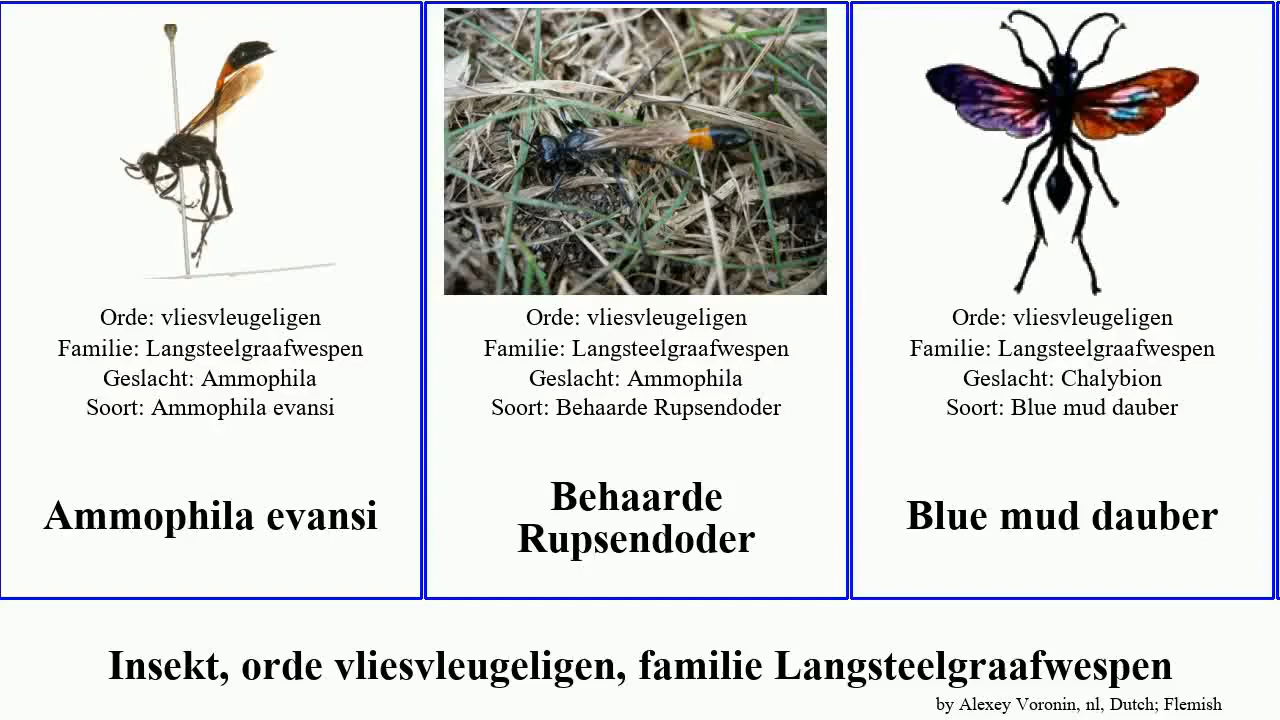 Orde: vliesvleugeligen
Familie: Langsteelgraafwespen
Geslacht: Ammophila
Soort: Ammophila evansi
Ammophila evansi
Orde: vliesvleugeligen
Familie: Langsteelgraafwespen
Geslacht: Ammophila
Soort: Behaarde Rupsendoder
Behaarde
Rupsendoder
Orde: vliesvleugeligen
Familie: Langsteelgraafwespen
Geslacht: Chalybion
Soort: Blue mud dauber
Blue mud dauber
Insekt, orde vliesvleugeligen, familie Langsteelgraafwespen
by Alexey Voronin, nl, Dutch; Flemish